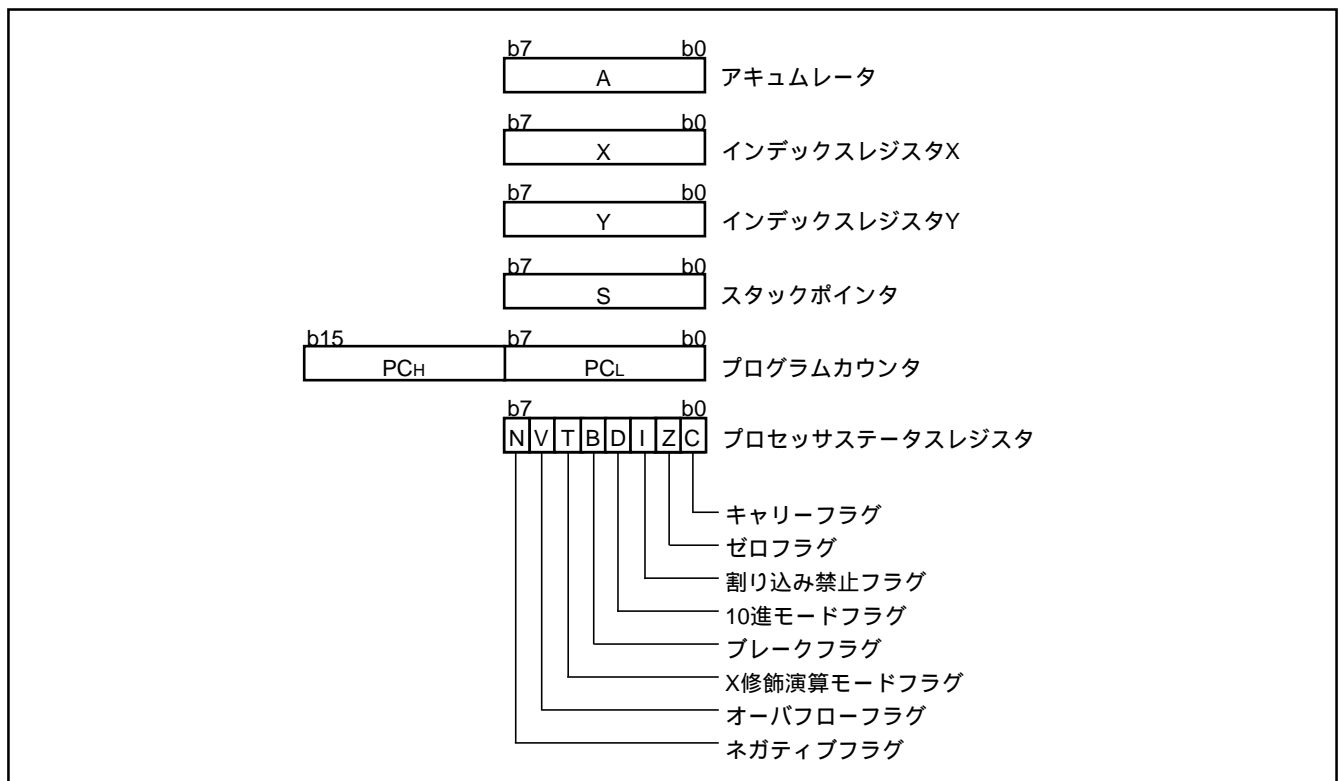 b7 b0
A アキュムレータ
b7 b0
X インデックスレジスタX
b7 b0
Y インデックスレジスタY
b7 b0
S スタックポインタ
b15 b7 b0
PCH PCL プログラムカウンタ
b7 b0
N V T B D I Z C プロセッサステータスレジスタ
キャリーフラグ
ゼロフラグ
割り込み禁止フラグ
10進モードフラグ
ブレークフラグ
X修飾演算モードフラグ
オーバフローフラグ
ネガティブフラグ